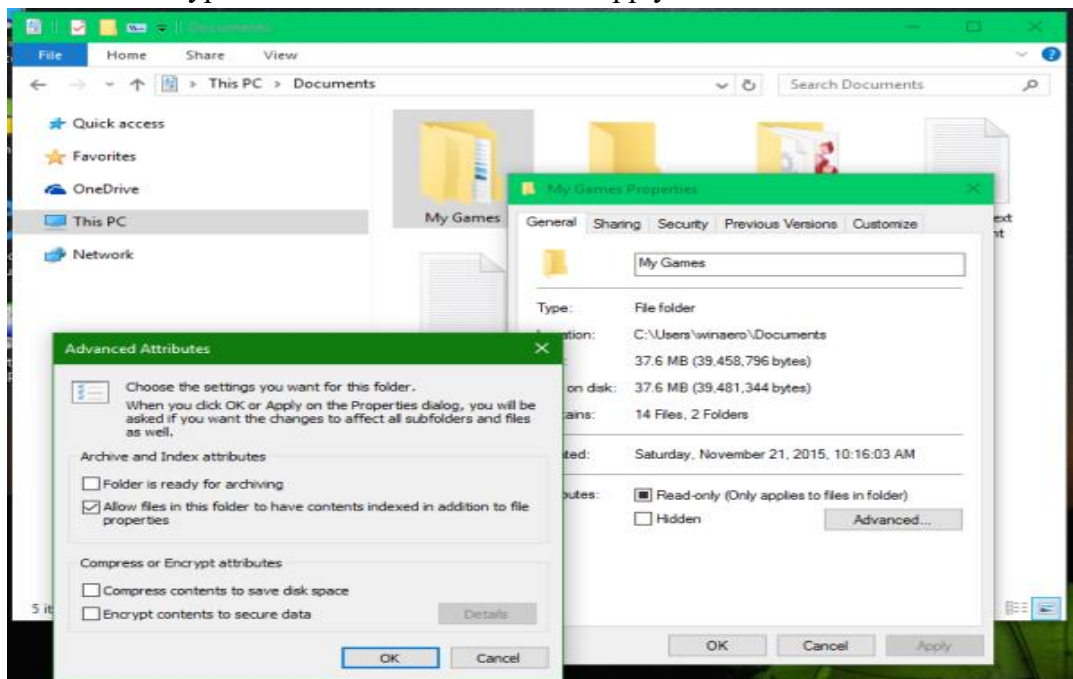 Documents
File Home Share View
This PC > Documents
Search Documents
Quick access
Favorites
OneDrive
This PC
Network
My Games
My Games Properties
General Sharing Security Previous Versions Customize
My Games
Type: File folder
C:\Users\winaero\Documents
37.6 MB (39,458,796 bytes)
on disk: 37.6 MB (39,481,344 bytes)
14 Files, 2 Folders
Saturday, November 21, 2015, 10:16:03 AM
Read-only (Only applies to files in folder)
Hidden
Advanced...
OK Cancel Apply
Advanced Attributes
Choose the settings you want for this folder.
When you click OK or Apply on the Properties dialog, you will be
asked if you want the changes to affect all subfolders and files
as well.
Archive and Index attributes
Folder is ready for archiving
Allow files in this folder to have contents indexed in addition to file
properties
Compress or Encrypt attributes
Compress contents to save disk space
Encrypt contents to secure data
Details
OK Cancel